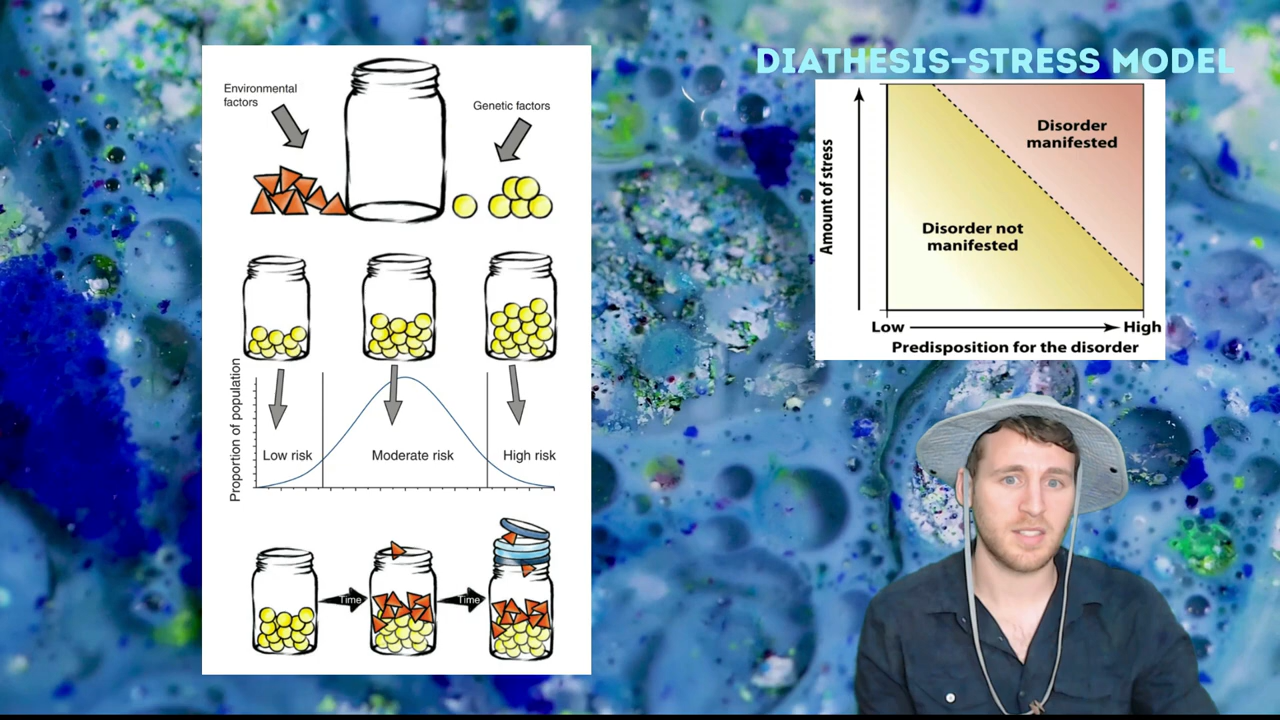 DIATHESIS-STRESS MODEL
Environmental
factors
Genetic factors
Proportion of population
Low risk
Moderate risk
High risk
Time
Time
Amount of stress
Disorder
manifested
Disorder not
manifested
Low
High
Predisposition for the disorder